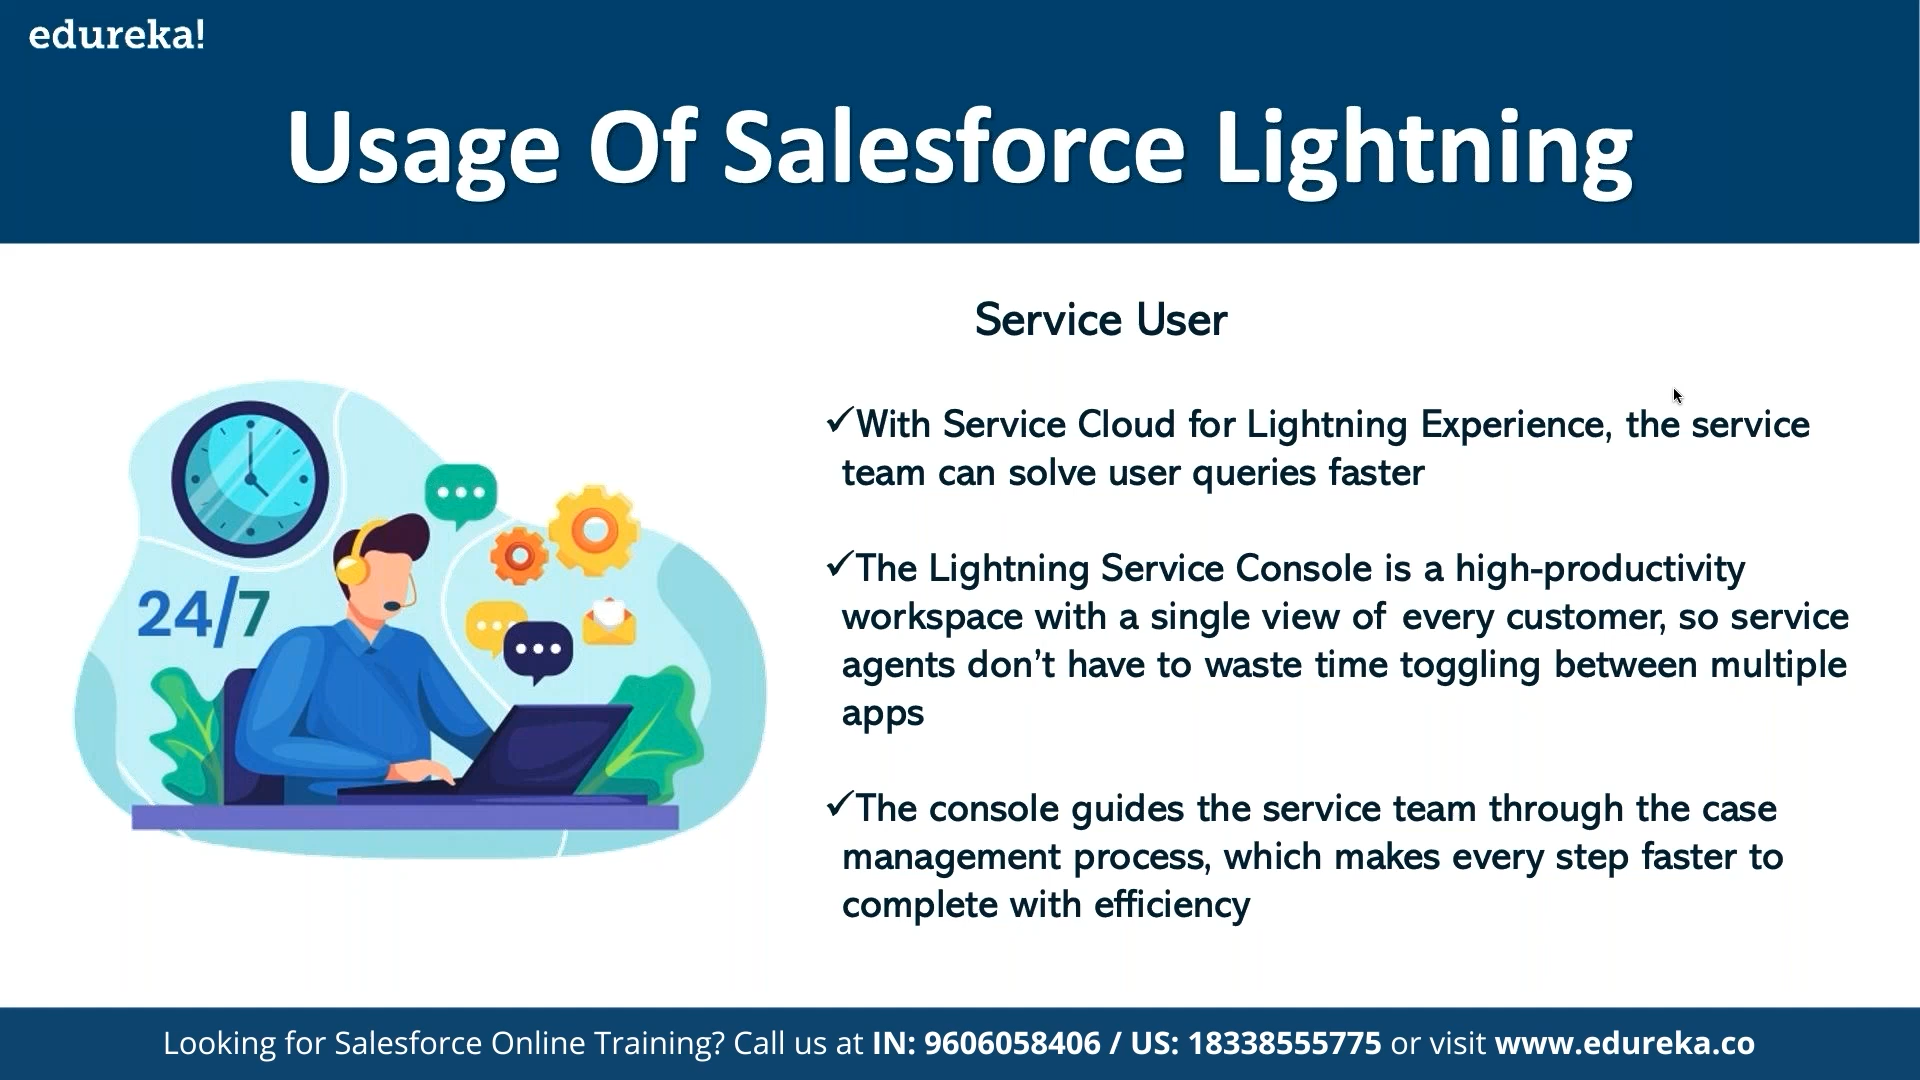 edureka!
Usage Of Salesforce Lightning
Service User
✓With Service Cloud for Lightning Experience, the service
team can solve user queries faster
✓The Lightning Service Console is a high-productivity
workspace with a single view of every customer, so service
agents don’t have to waste time toggling between multiple
apps
✓The console guides the service team through the case
management process, which makes every step faster to
complete with efficiency
24/7
Looking for Salesforce Online Training? Call us at IN: 9606058406 / US: 18338555775 or visit www.edureka.co